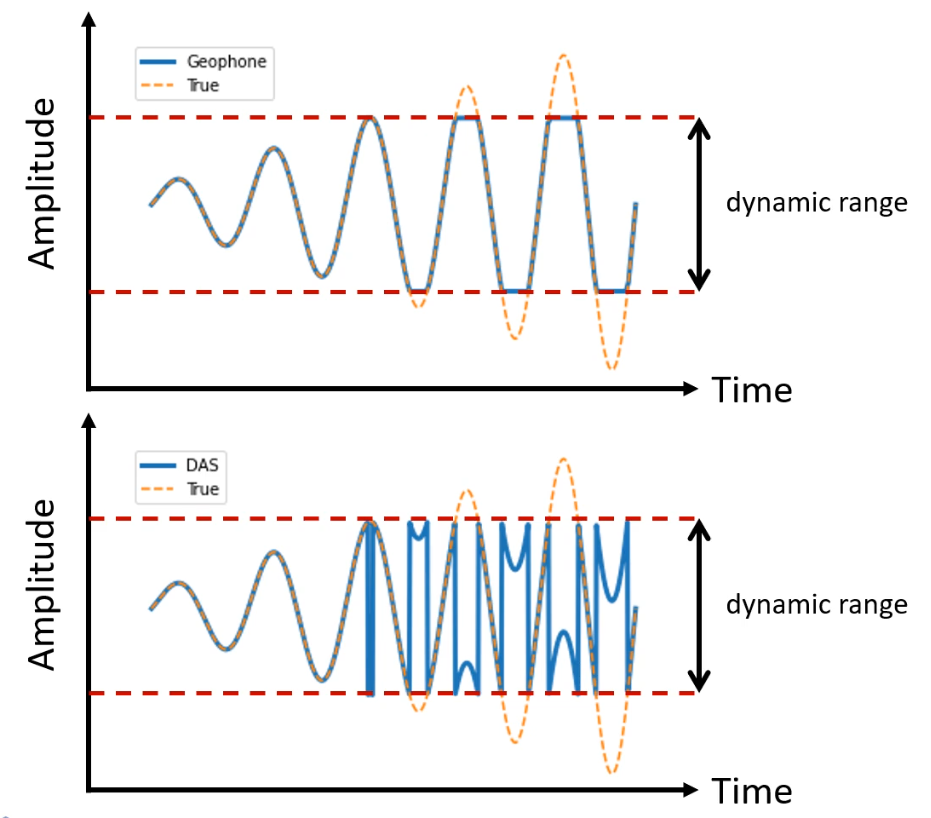 Geophone
True
Amplitude
dynamic range
Time
DAS
True
Amplitude
dynamic range
Time